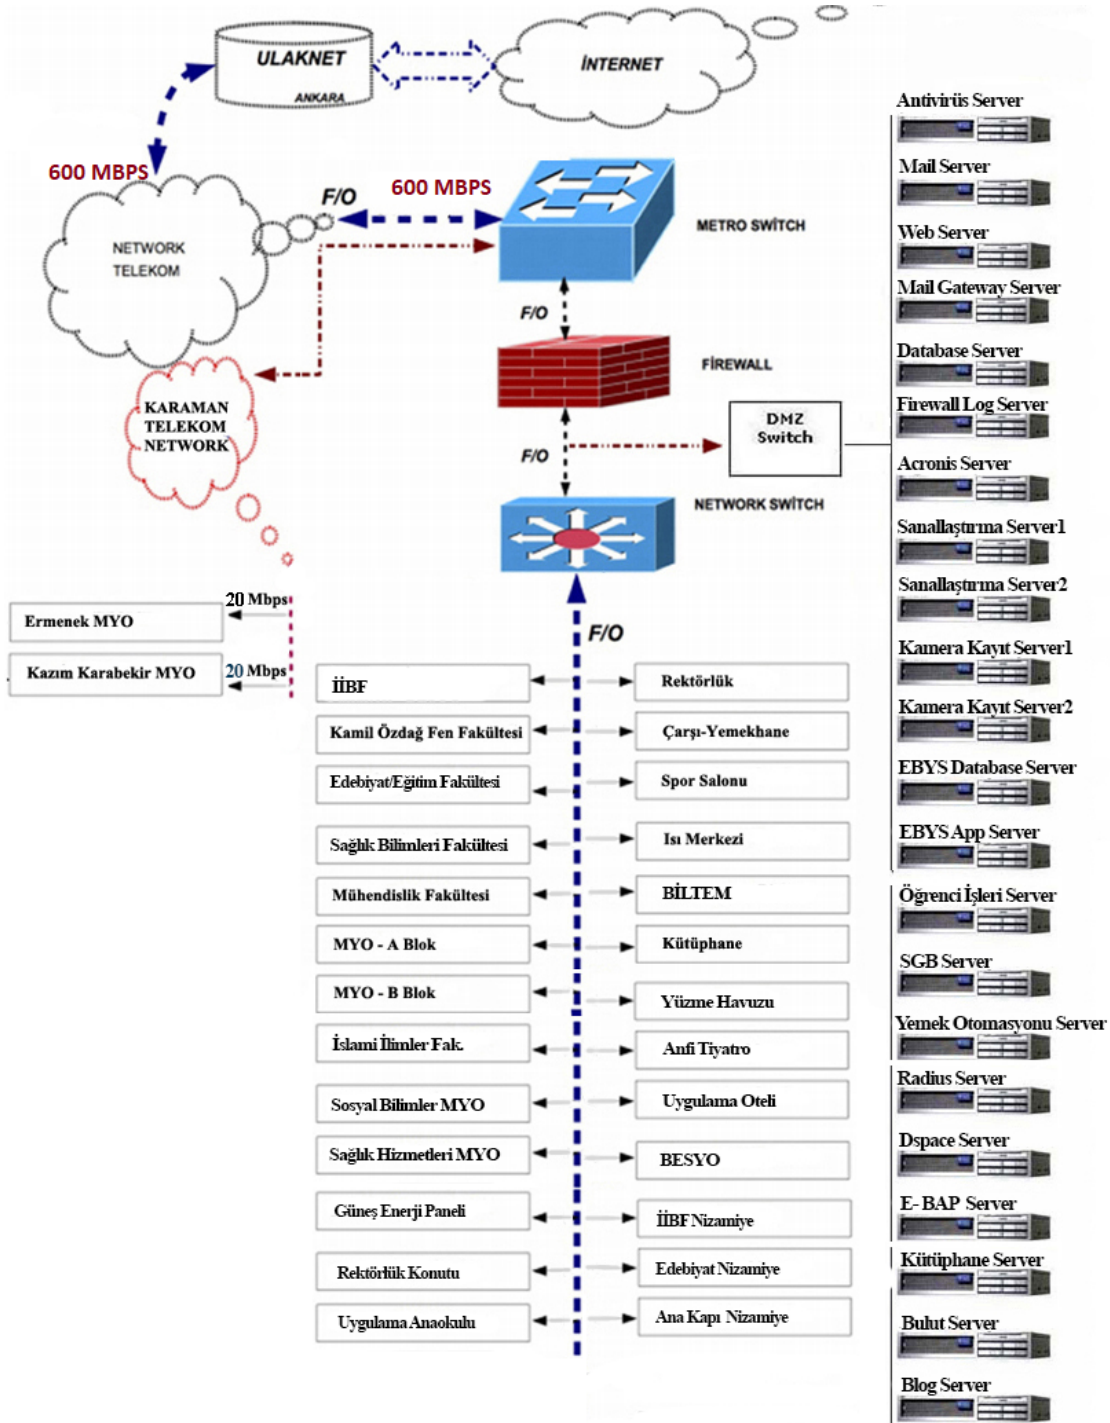 ULAKNET
ANKARA
İNTERNET
600 MBPS
F/O
600 MBPS
NETWORK
TELEKOM
METRO SWİTCH
F/O
FİREWALL
KARAMAN
TELEKOM
NETWORK
F/O
DMZ
Switch
NETWORK SWİTCH
20 Mbps
Ermenek MYO
20 Mbps
Kazım Karabekir MYO
F/O
İİBF
Rektörlük
Kamil Özdağ Fen Fakültesi
Çarşı-Yemekhane
Edebiyat/Eğitim Fakültesi
Spor Salonu
Sağlık Bilimleri Fakültesi
Isı Merkezi
Mühendislik Fakültesi
BİLTEM
MYO - A Blok
Kütüphane
MYO - B Blok
Yüzme Havuzu
İslami İlimler Fak.
Anfi Tiyatro
Sosyal Bilimler MYO
Uygulama Oteli
Sağlık Hizmetleri MYO
BESYO
Güneş Enerji Paneli
İİBF Nizamiye
Rektörlük Konutu
Edebiyat Nizamiye
Uygulama Anaokulu
Ana Kapı Nizamiye
Antivirüs Server
Mail Server
Web Server
Mail Gateway Server
Database Server
Firewall Log Server
Acronis Server
Sanallaştırma Server1
Sanallaştırma Server2
Kamera Kayıt Server1
Kamera Kayıt Server2
EBYS Database Server
EBYS App Server
Öğrenci İşleri Server
SGB Server
Yemek Otomasyonu Server
Radius Server
Dspace Server
E- BAP Server
Kütüphane Server
Bulut Server
Blog Server